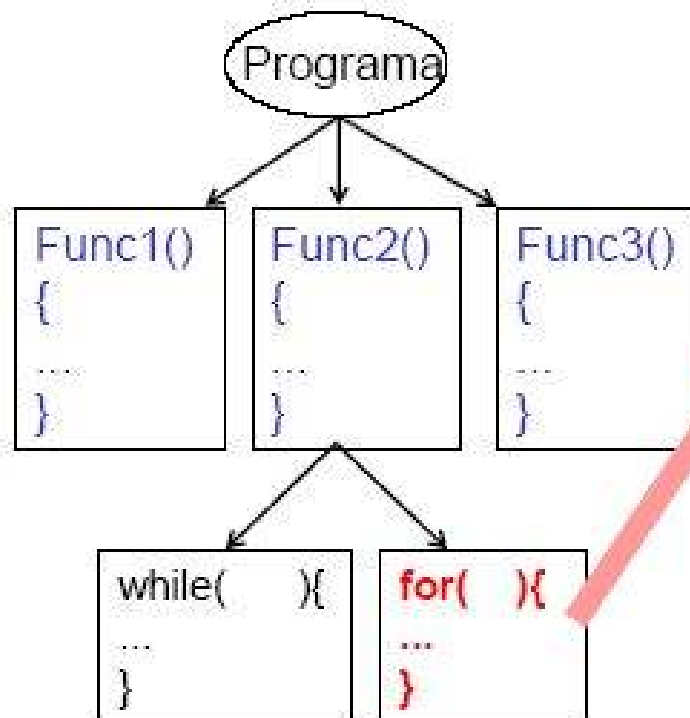 Programa
Func1()
{
....
}
Func2()
{
...
}
Func3()
{
...
}
while( ){
...
}
for( ){
...
}